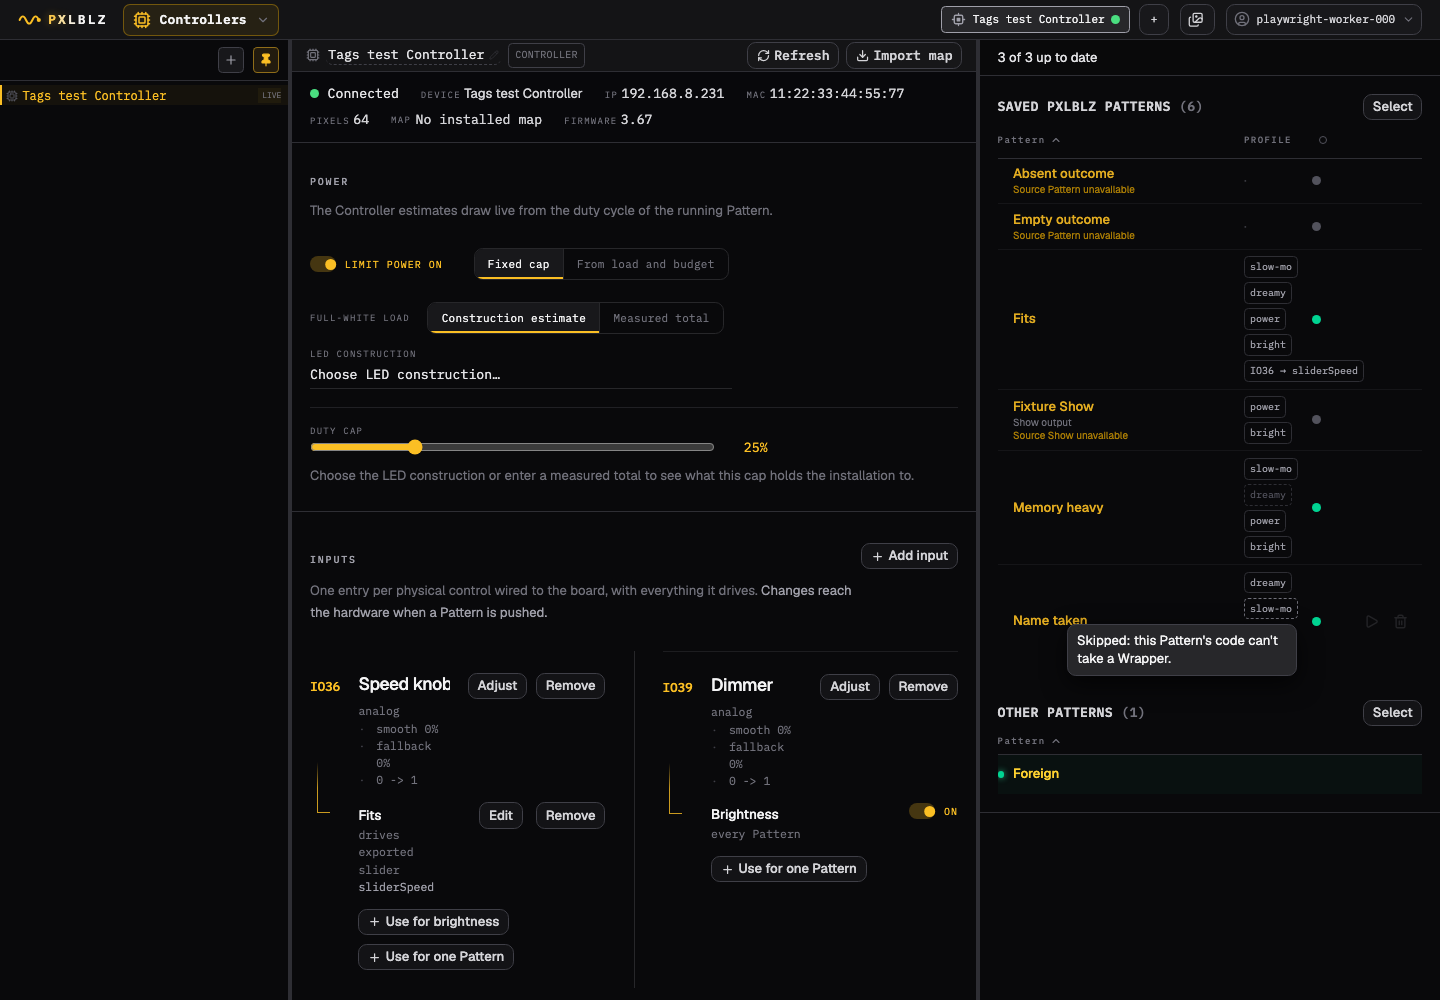 PXLBLZ
Controllers
Tags test Controller
+
playwright-worker-000
Tags test Controller
LIVE
Tags test Controller
CONTROLLER
Refresh
Import map
Connected
DEVICE Tags test Controller
IP 192.168.8.231
MAC 11:22:33:44:55:77
PIXELS 64
MAP No installed map
FIRMWARE 3.67
POWER
The Controller estimates draw live from the duty cycle of the running Pattern.
LIMIT POWER ON
Fixed cap
From load and budget
FULL-WHITE LOAD
Construction estimate
Measured total
LED CONSTRUCTION
Choose LED construction…
DUTY CAP
25%
Choose the LED construction or enter a measured total to see what this cap holds the installation to.
INPUTS
+ Add input
One entry per physical control wired to the board, with everything it drives. Changes reach
the hardware when a Pattern is pushed.
IO36
Speed knob
Adjust
Remove
analog
· smooth 0%
· fallback
0%
· 0 -> 1
Fits
Edit
Remove
drives
exported
slider
sliderSpeed
+ Use for brightness
+ Use for one Pattern
IO39
Dimmer
Adjust
Remove
analog
· smooth 0%
· fallback
0%
· 0 -> 1
Brightness
ON
every Pattern
+ Use for one Pattern
3 of 3 up to date
SAVED PXLBLZ PATTERNS (6)
Select
Pattern
PROFILE
Absent outcome
Source Pattern unavailable
-
Empty outcome
Source Pattern unavailable
-
Fits
slow-mo
dreamy
power
bright
IO36 → sliderSpeed
Fixture Show
Show output
Source Show unavailable
power
bright
Memory heavy
slow-mo
dreamy
power
bright
Name taken
dreamy
slow-mo
Skipped: this Pattern's code can't
take a Wrapper.
OTHER PATTERNS (1)
Select
Pattern
Foreign